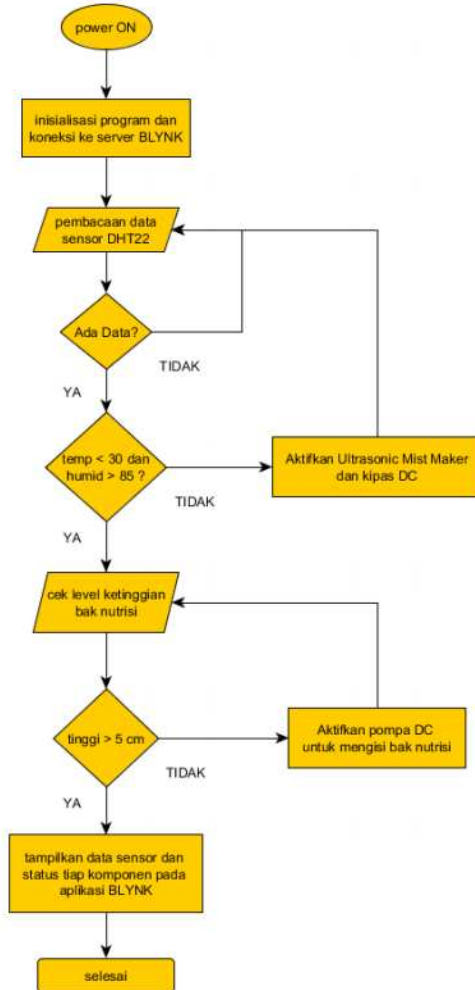 power ON
inisialisasi program dan
koneksi ke server BLYNK
pembacaan data
sensor DHT22
Ada Data?
TIDAK
YA
temp < 30 dan
humid > 85 ?
Aktifkan Ultrasonic Mist Maker
dan kipas DC
TIDAK
YA
cek level ketinggian
bak nutrisi
tinggi > 5 cm
Aktifkan pompa DC
untuk mengisi bak nutrisi
TIDAK
YA
tampilkan data sensor dan
status tiap komponen pada
aplikasi BLYNK
selesai